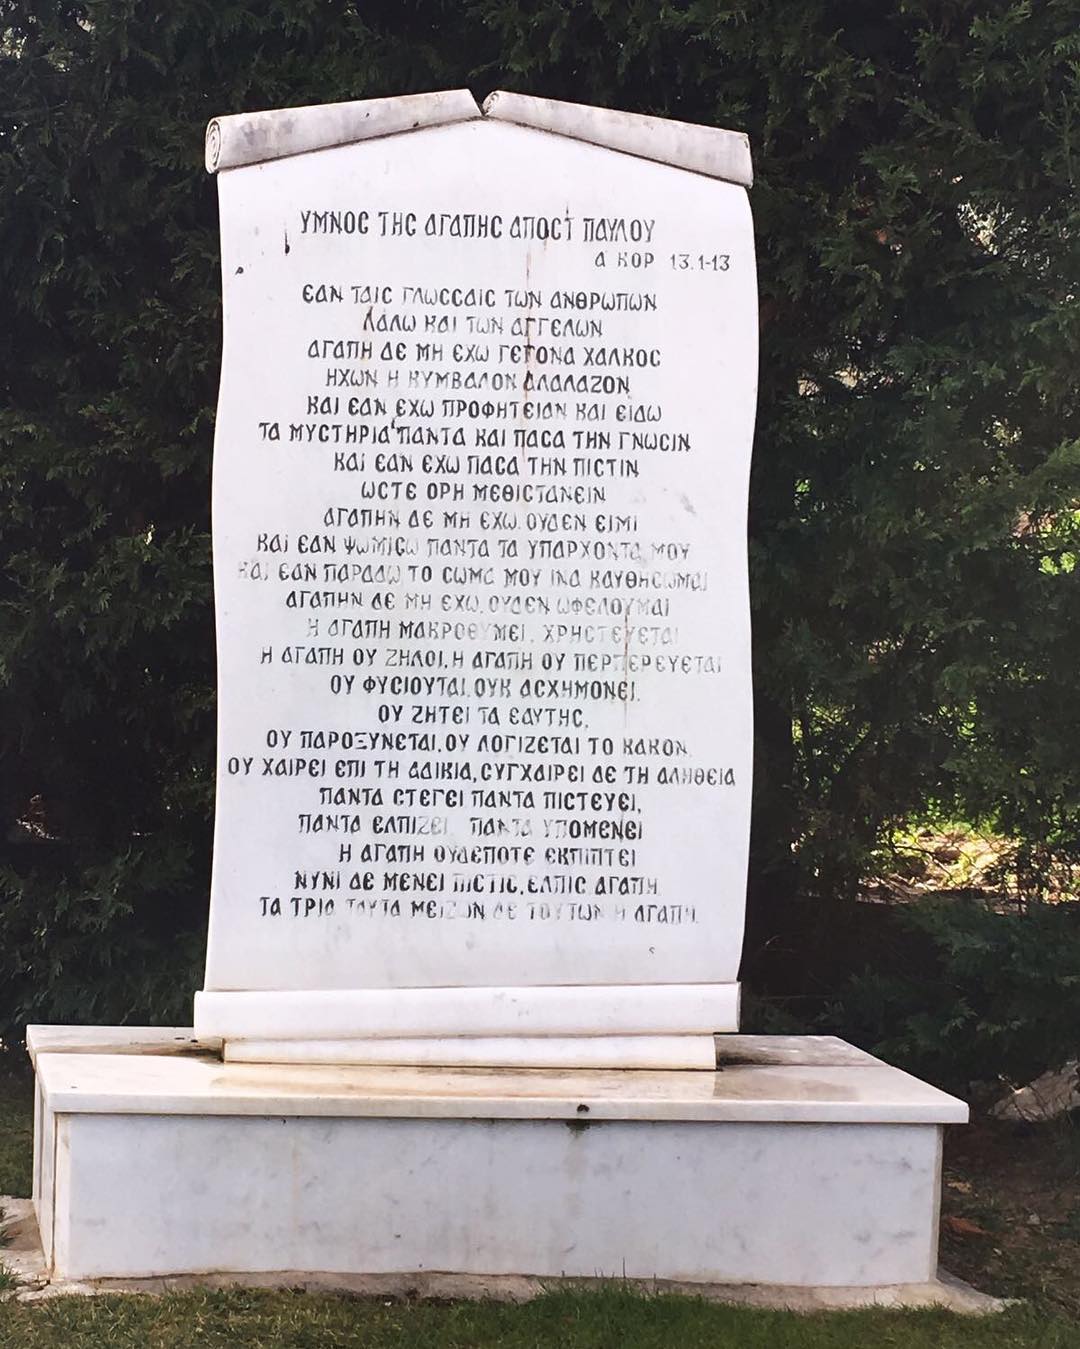 ΥΜΝΟΣ ΤΗΣ ΑΓΑΠΗΣ ΑΠΟΣΤ ΠΑΥΛΟΥ
Α ΚΟΡ 13.1-13
ΕΑΝ ΤΑΙΣ ΓΛΩΣΣΑΙΣ ΤΩΝ ΑΝΘΡΩΠΩΝ
ΛΑΛΩ ΚΑΙ ΤΩΝ ΑΓΓΕΛΩΝ
ΑΓΑΠΗ ΔΕ ΜΗ ΕΧΩ ΓΕΓΟΝΑ ΧΑΛΚΟΣ
ΗΧΩΝ Η ΚΥΜΒΑΛΟΝ ΑΛΑΛΑΖΟΝ
ΚΑΙ ΕΑΝ ΕΧΩ ΠΡΟΦΗΤΕΙΑΝ ΚΑΙ ΕΙΔΩ
ΤΑ ΜΥΣΤΗΡΙΑ ΠΑΝΤΑ ΚΑΙ ΠΑΣΑ ΤΗΝ ΓΝΩΣΙΝ
ΚΑΙ ΕΑΝ ΕΧΩ ΠΑΣΑ ΤΗΝ ΠΙΣΤΙΝ
ΩΣΤΕ ΟΡΗ ΜΕΘΙΣΤΑΝΕΙΝ
ΑΓΑΠΗΝ ΔΕ ΜΗ ΕΧΩ. ΟΥΔΕΝ ΕΙΜΙ
ΚΑΙ ΕΑΝ ΨΩΜΙΣΩ ΠΑΝΤΑ ΤΑ ΥΠΑΡΧΟΝΤΑ ΜΟΥ
ΚΑΙ ΕΑΝ ΠΑΡΑΔΩ ΤΟ ΣΩΜΑ ΜΟΥ ΙΝΑ ΚΑΥΘΗΣΩΜΑΙ
ΑΓΑΠΗΝ ΔΕ ΜΗ ΕΧΩ. ΟΥΔΕΝ ΩΦΕΛΟΥΜΑΙ
Η ΑΓΑΠΗ ΜΑΚΡΟΘΥΜΕΙ. ΧΡΗΣΤΕΥΕΤΑΙ
Η ΑΓΑΠΗ ΟΥ ΖΗΛΟΙ, Η ΑΓΑΠΗ ΟΥ ΠΕΡΠΕΡΕΥΕΤΑΙ
ΟΥ ΦΥΣΙΟΥΤΑΙ. ΟΥΚ ΑΣΧΗΜΟΝΕΙ.
ΟΥ ΖΗΤΕΙ ΤΑ ΕΑΥΤΗΣ.
ΟΥ ΠΑΡΟΞΥΝΕΤΑΙ, ΟΥ ΛΟΓΙΖΕΤΑΙ ΤΟ ΚΑΚΟΝ.
ΟΥ ΧΑΙΡΕΙ ΕΠΙ ΤΗ ΑΔΙΚΙΑ, ΣΥΓΧΑΙΡΕΙ ΔΕ ΤΗ ΑΛΗΘΕΙΑ
ΠΑΝΤΑ ΣΤΕΓΕΙ ΠΑΝΤΑ ΠΙΣΤΕΥΕΙ,
ΠΑΝΤΑ ΕΛΠΙΖΕΙ ΠΑΝΤΑ ΥΠΟΜΕΝΕΙ
Η ΑΓΑΠΗ ΟΥΔΕΠΟΤΕ ΕΚΠΙΠΤΕΙ
ΝΥΝΙ ΔΕ ΜΕΝΕΙ ΠΙΣΤΙΣ, ΕΛΠΙΣ ΑΓΑΠΗ
ΤΑ ΤΡΙΑ ΤΑΥΤΑ ΜΕΙΖΩΝ ΔΕ ΤΟΥΤΩΝ Η ΑΓΑΠΗ.